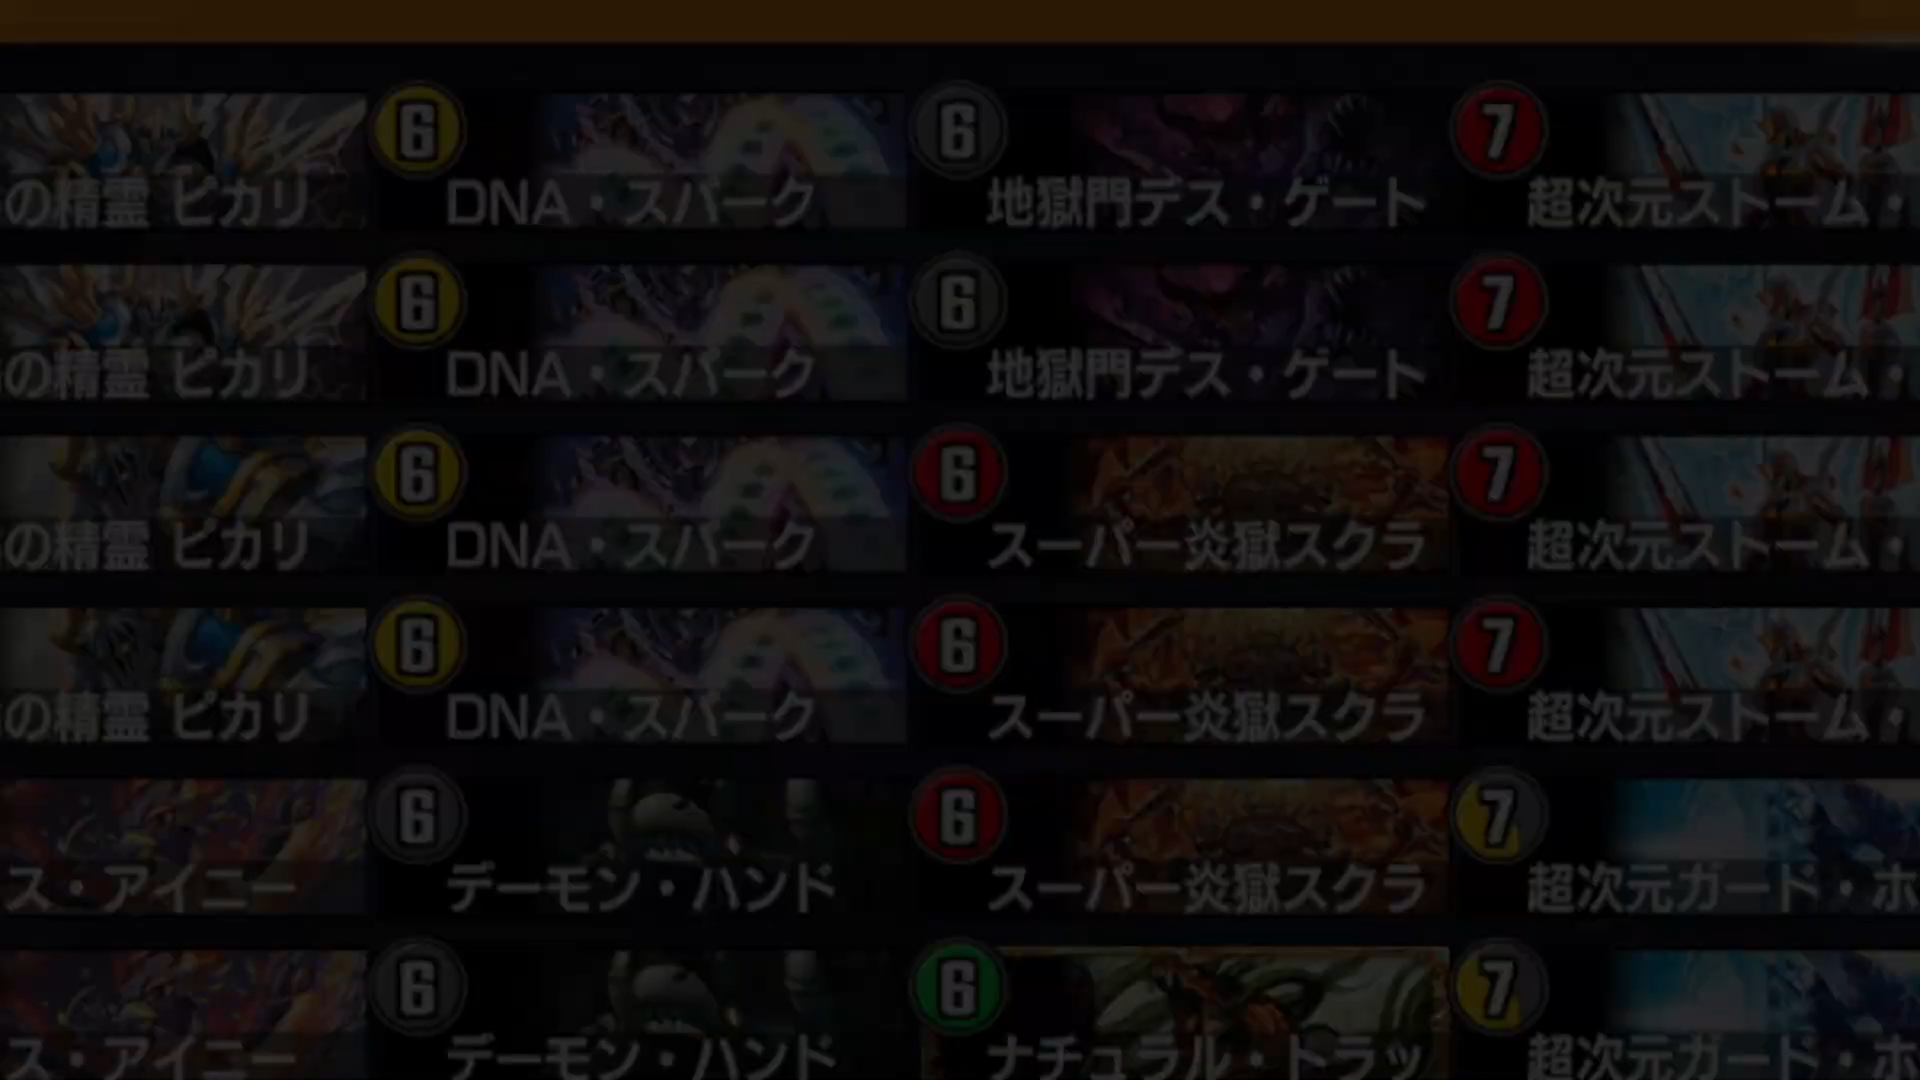 の精霊 ピカリ 6 DNA・スパーク 6 地獄門デス・ゲート 7 超次元ストーム・
の精霊 ピカリ 6 DNA・スパーク 6 地獄門デス・ゲート 7 超次元ストーム・
の精霊 ピカリ 6 DNA・スパーク 6 スーパー炎獄スクラ 7 超次元ストーム・
の精霊 ピカリ 6 DNA・スパーク 6 スーパー炎獄スクラ 7 超次元ストーム・
ス・アイニー 6 デーモン・ハンド 6 スーパー炎獄スクラ 7 超次元ガード・ホ
ス・アイニー 6 デーモン・ハンド 6 ナチュラル・トラッ 7 超次元ガード・ホ